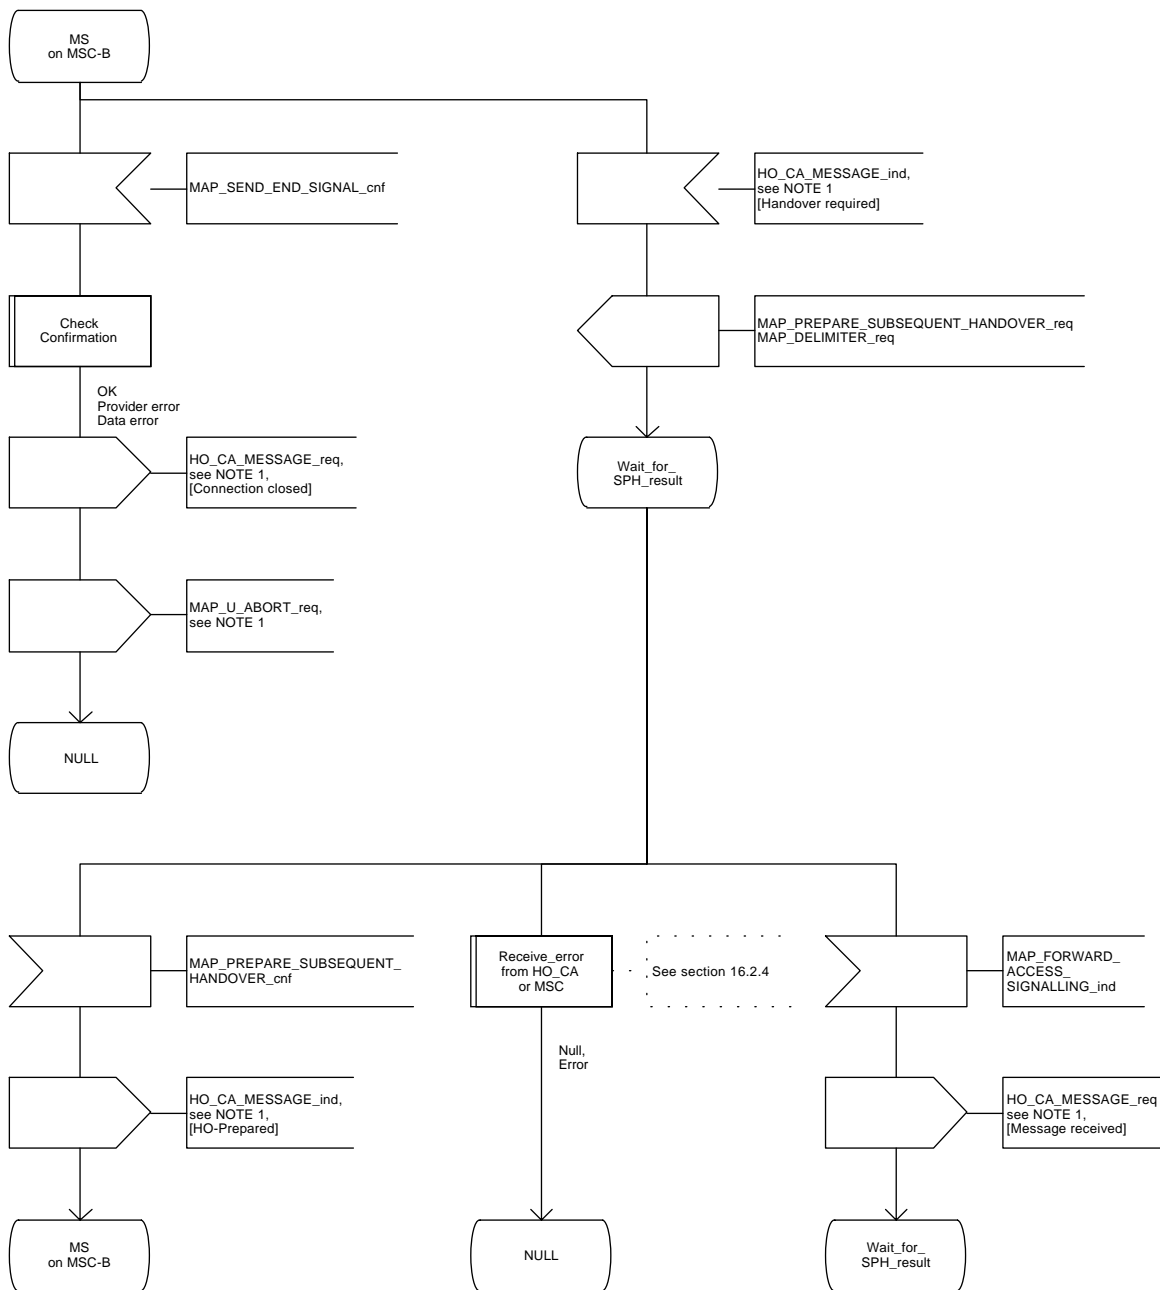 MS
on MSC-B
MAP_SEND_END_SIGNAL_cnf
HO_CA_MESSAGE_ind,
see NOTE 1
[Handover required]
Check
Confirmation
MAP_PREPARE_SUBSEQUENT_HANDOVER_req
MAP_DELIMITER_req
OK
Provider error
Data error
HO_CA_MESSAGE_req,
see NOTE 1,
[Connection closed]
Wait_for_
SPH_result
MAP_U_ABORT_req,
see NOTE 1
NULL
MAP_PREPARE_SUBSEQUENT_
HANDOVER_cnf
Receive_error
from HO_CA
or MSC
See section 16.2.4
MAP_FORWARD_
ACCESS_
SIGNALLING_ind
Null,
Error
HO_CA_MESSAGE_ind,
see NOTE 1,
[HO-Prepared]
HO_CA_MESSAGE_req
see NOTE 1,
[Message received]
MS
on MSC-B
NULL
Wait_for_
SPH_result